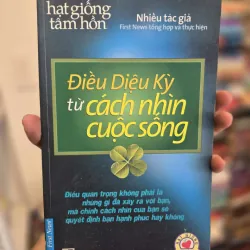 hạt giống
tâm hồn
Nhiều tác giả
First News tổng hợp và thực hiện
Điều Diệu Kỳ
từ cách nhìn
cuộc sống
Điều quan trọng không phải là
những gì đã xảy ra với bạn,
mà chính cách nhìn của bạn sẽ
quyết định bạn hạnh phúc hay không.
First News